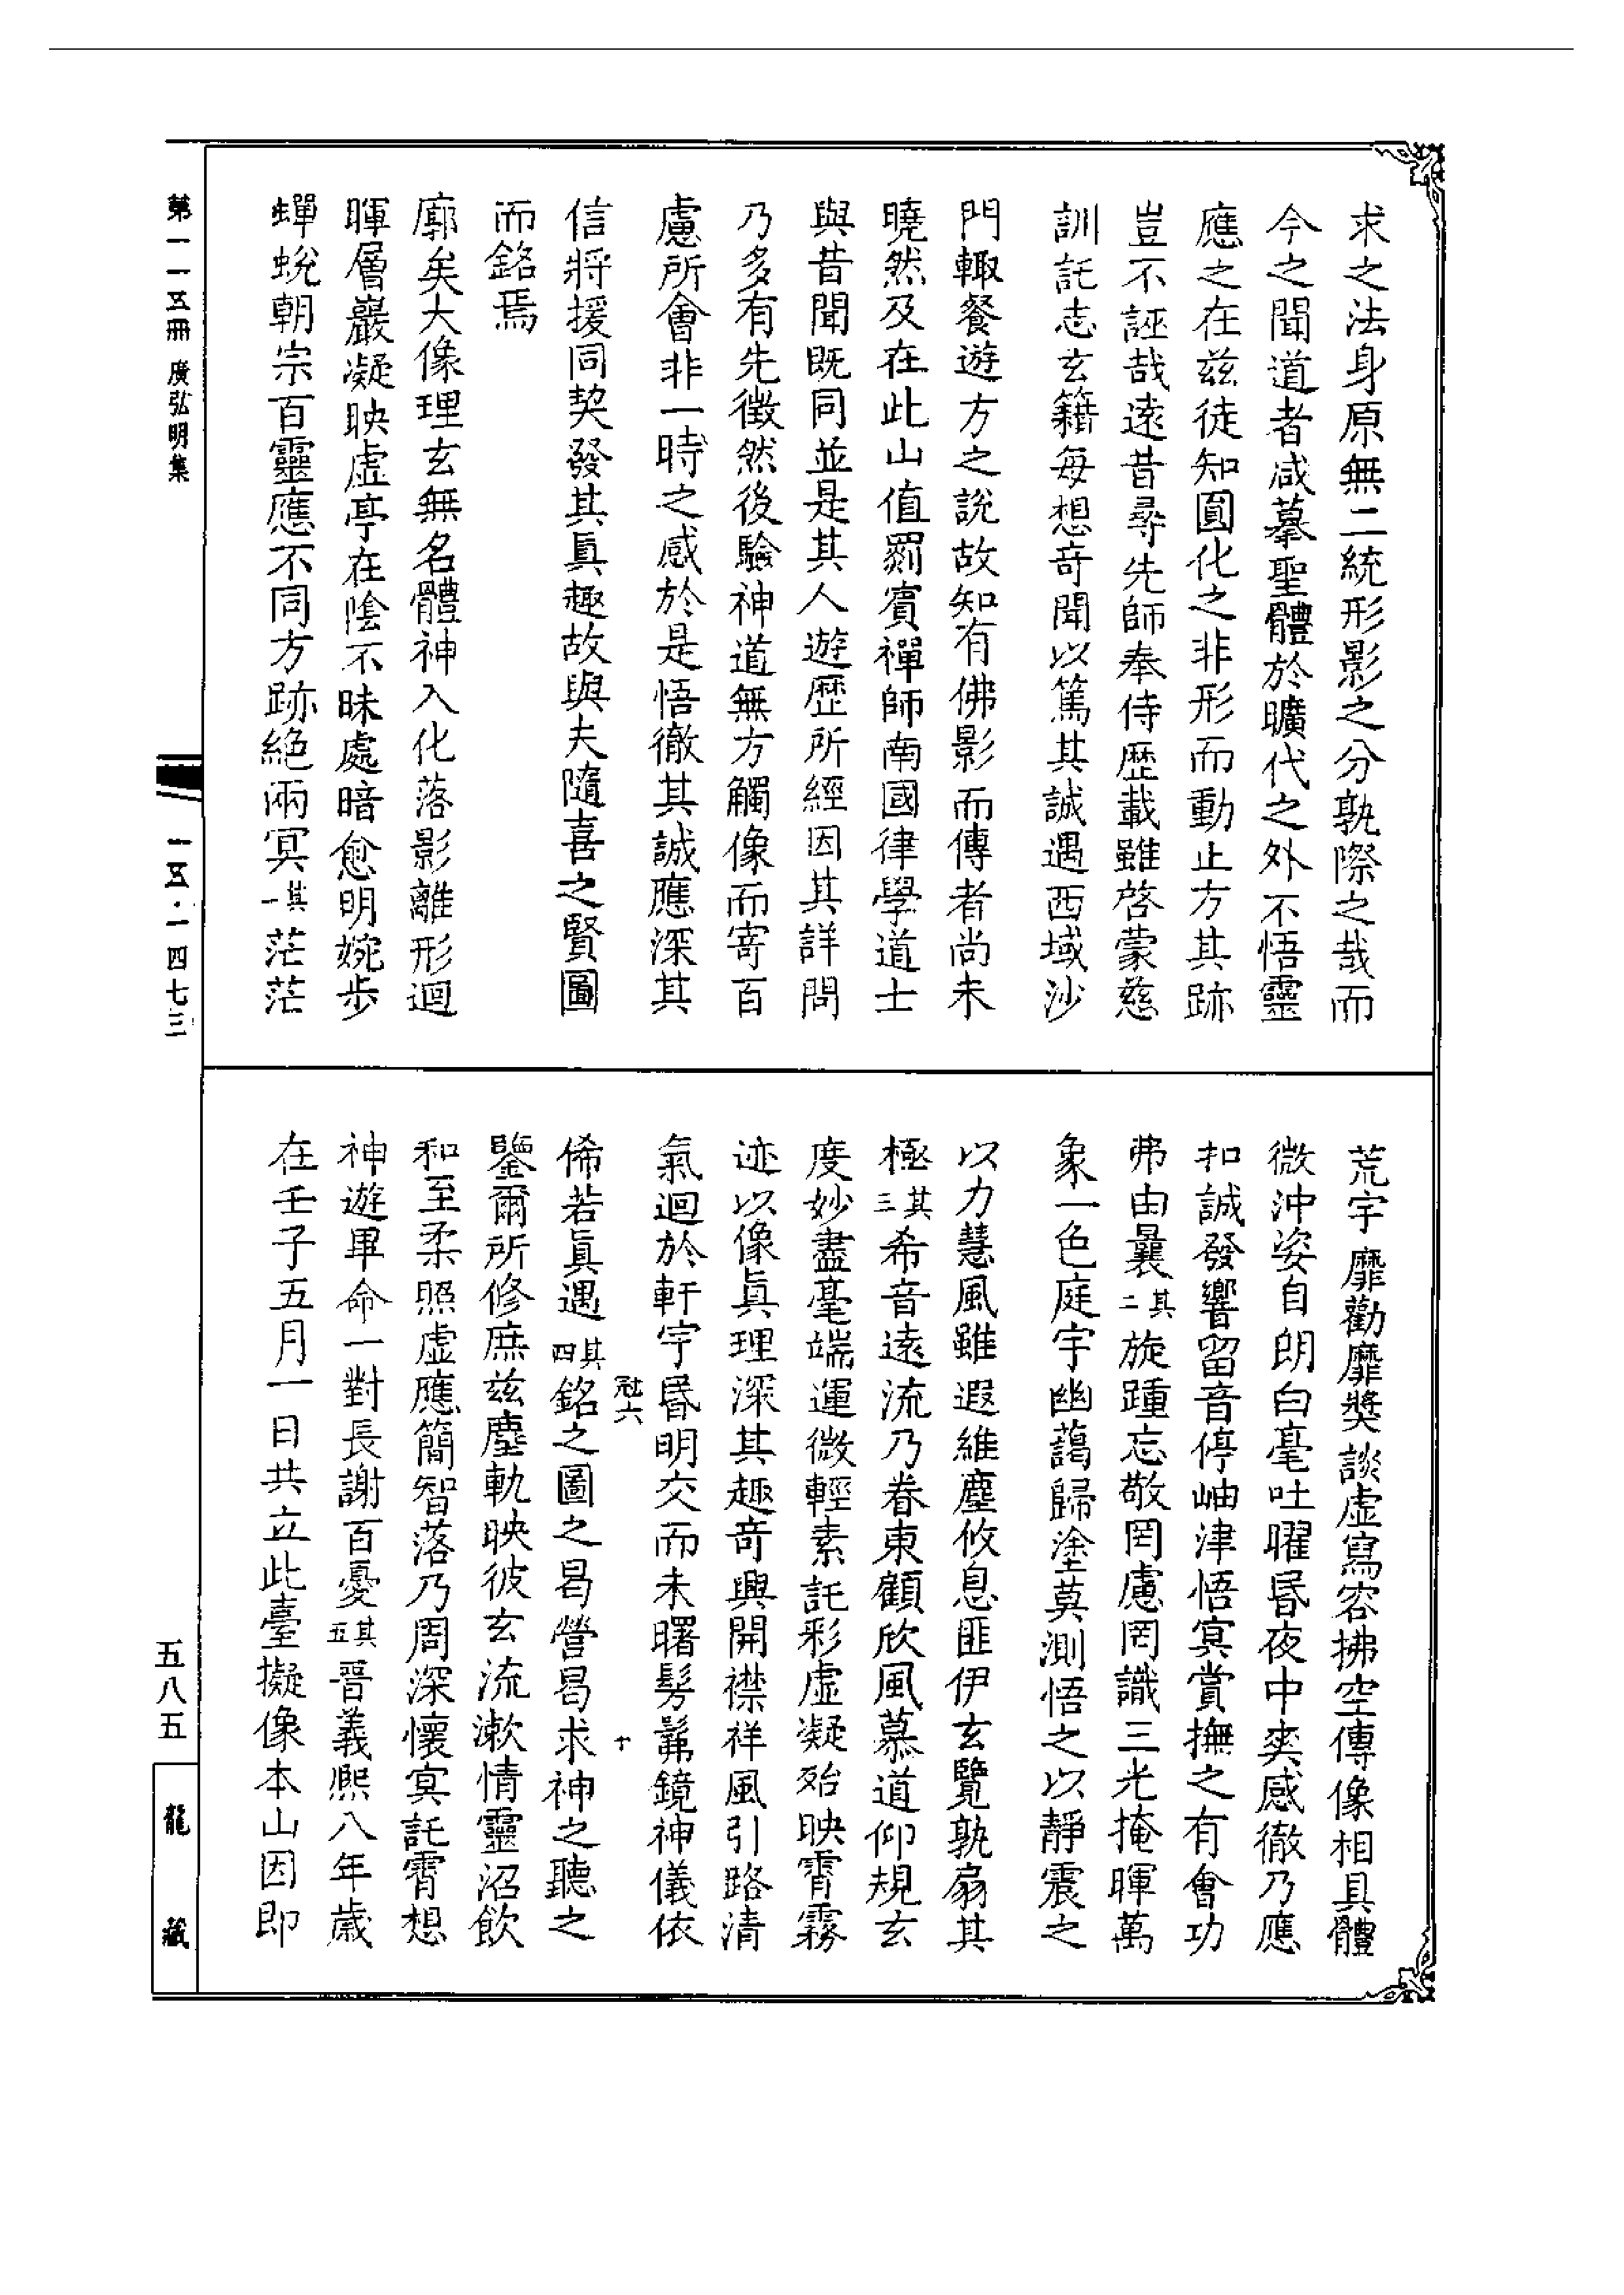 求之法身原無二統形影之分孰際之哉而
今之聞道者咸摹聖體於曠代之外不悟靈
應之在茲徒知圓化之非形而動止方其跡
豈不誣哉遠昔尋先師奉侍歷載雖啓蒙慈
訓託志玄籍每想奇聞以篤其誠遇西域沙
門輙餐遊方之說故知有佛影而傳者尚未
曉然及在此山值罽賓禪師南國律學道士
與昔聞既同並是其人遊歷所經因其詳問
乃多有先徵然後驗神道無方觸像而寄百
慮所會非一時之感於是悟徹其誠應深其
信將援同契發其眞趣故與夫隨喜之賢圖
而銘焉
廓矣大像理玄無名體神入化落影離形迴
暉層巖凝映虛亭在陰不昧處暗愈明婉步
蟬蛻朝宗百靈應不同方跡絕兩冥其一茫茫
荒宇靡勸靡奬談虛寫容拂空傳像相具體
微沖姿自朗白毫吐曜昏夜中爽感徹乃應
扣誠發響留音停岫津悟冥賞撫之有會功
弗由曩其二旋踵忘敬罔慮罔識三光掩暉萬
象一色庭宇幽藹歸塗莫測悟之以靜震之
以力慧風雖遐維塵攸息匪伊玄覽孰扇其
極其三希音遠流乃眷東顧欣風慕道仰規玄
度妙盡毫端運微輕素託彩虛凝殆映霄霧
迹以像眞理深其趣奇興開襟祥風引路清
氣迴於軒宇昏明交而未曙髣髴鏡神儀依
俙若眞遇其四銘之圖之曷營曷求神之聽之
鑒爾所修庶茲塵軌映彼玄流漱情靈沼飲
和至柔照虛應簡智落乃周深懷冥託霄想
神遊畢命一對長謝百憂其五晋義熙八年歲
在壬子五月一日共立此臺擬像本山因即
冠六
十
第一一五冊 廣弘明集
一五·一四七三
五八五
龍藏